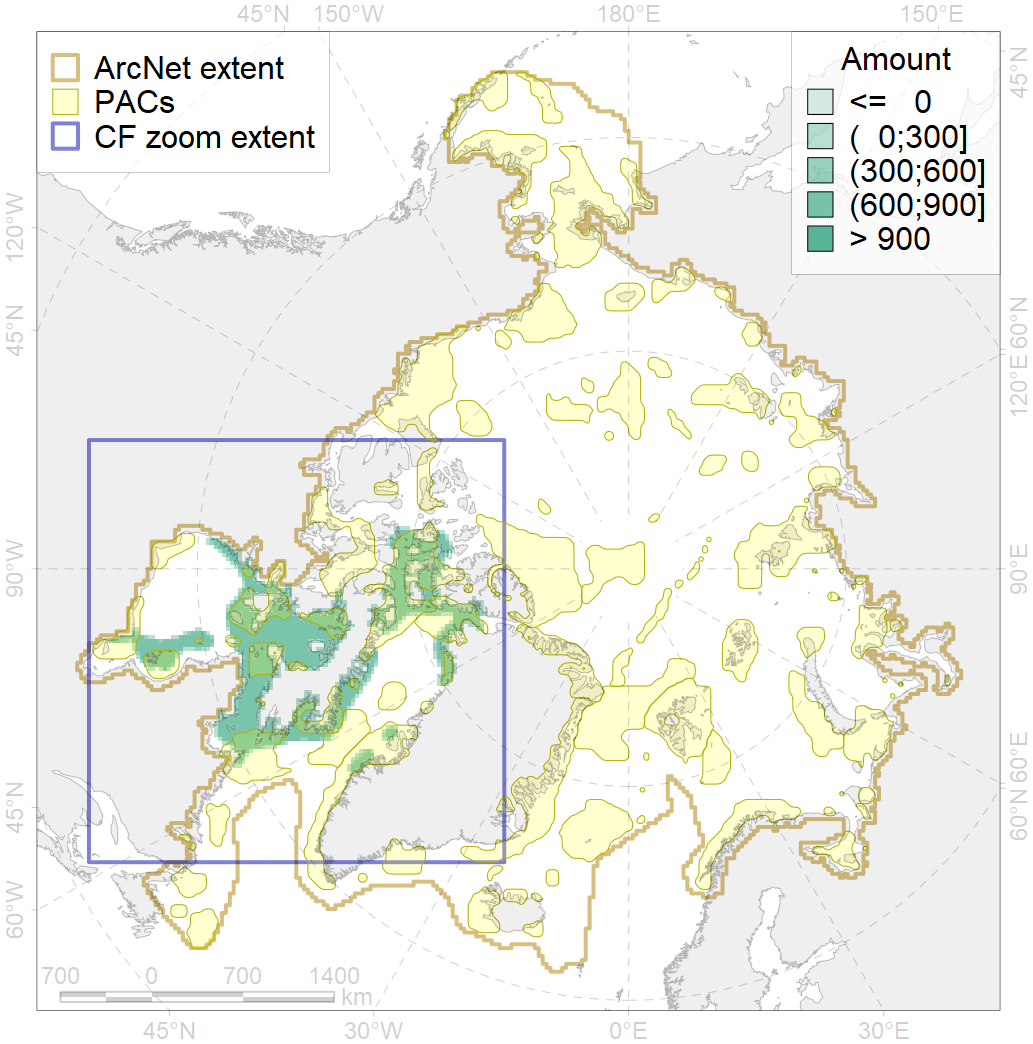 45°N 150°W 180°E 150°E
ArcNet extent
PACs
CF zoom extent
Amount
<= 0
( 0;300]
(300;600]
(600;900]
> 900
45°N
120°W
45°N
60°N
120°E
90°W
90°E
45°N
60°E
60°N
60°W
700 0 700 1400
km
45°N 30°W 0°E 30°E